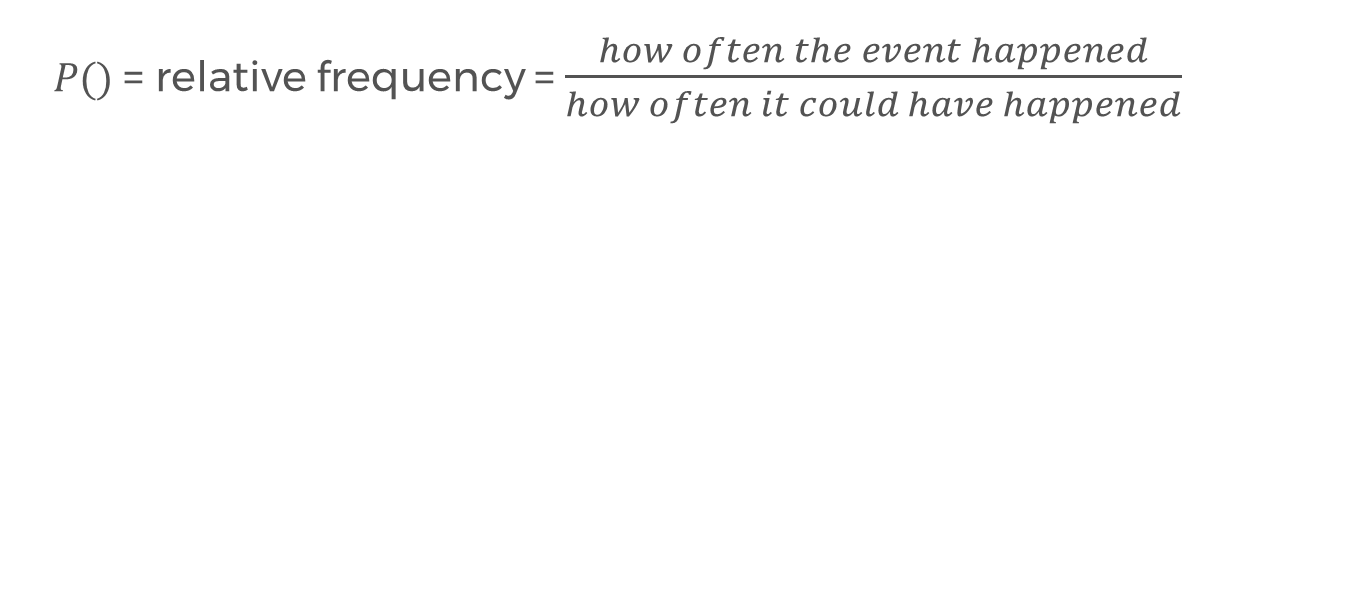 P() = relative frequency = how often the event happened
how often it could have happened